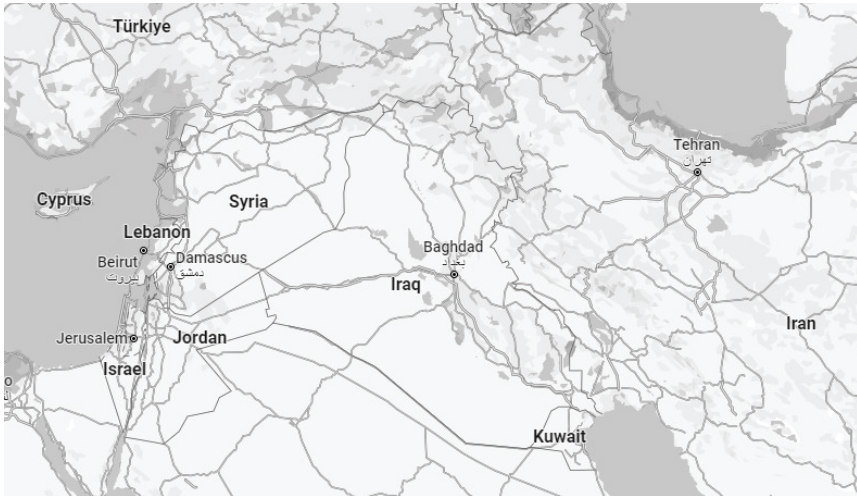 Türkiye
Tehran
تهران
Cyprus
Syria
Lebanon
Baghdad
بغداد
Beirut
بيروت
Damascus
دمشق
Iraq
Iran
Jerusalem
Jordan
Israel
Kuwait